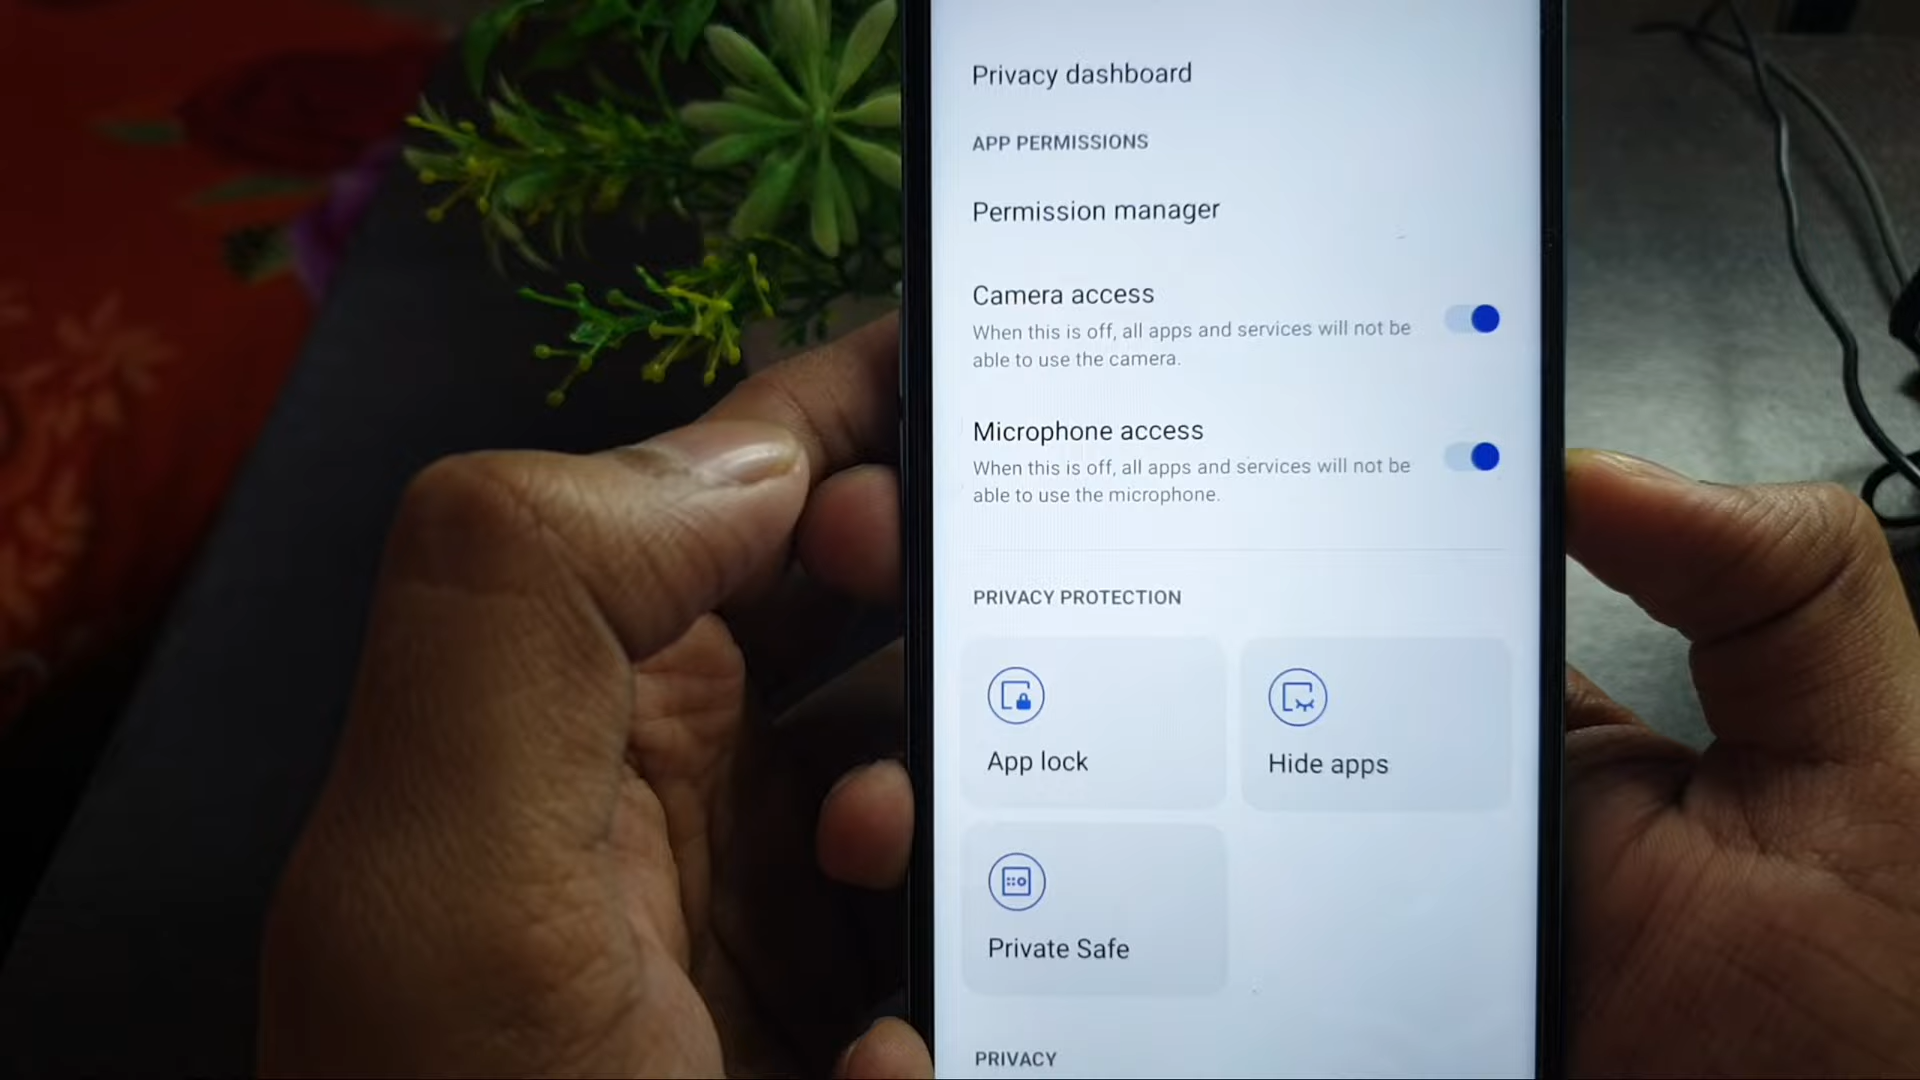 Privacy dashboard
APP PERMISSIONS
Permission manager
Camera access
When this is off, all apps and services will not be
able to use the camera.
Microphone access
When this is off, all apps and services will not be
able to use the microphone.
PRIVACY PROTECTION
App lock
Hide apps
Private Safe
PRIVACY